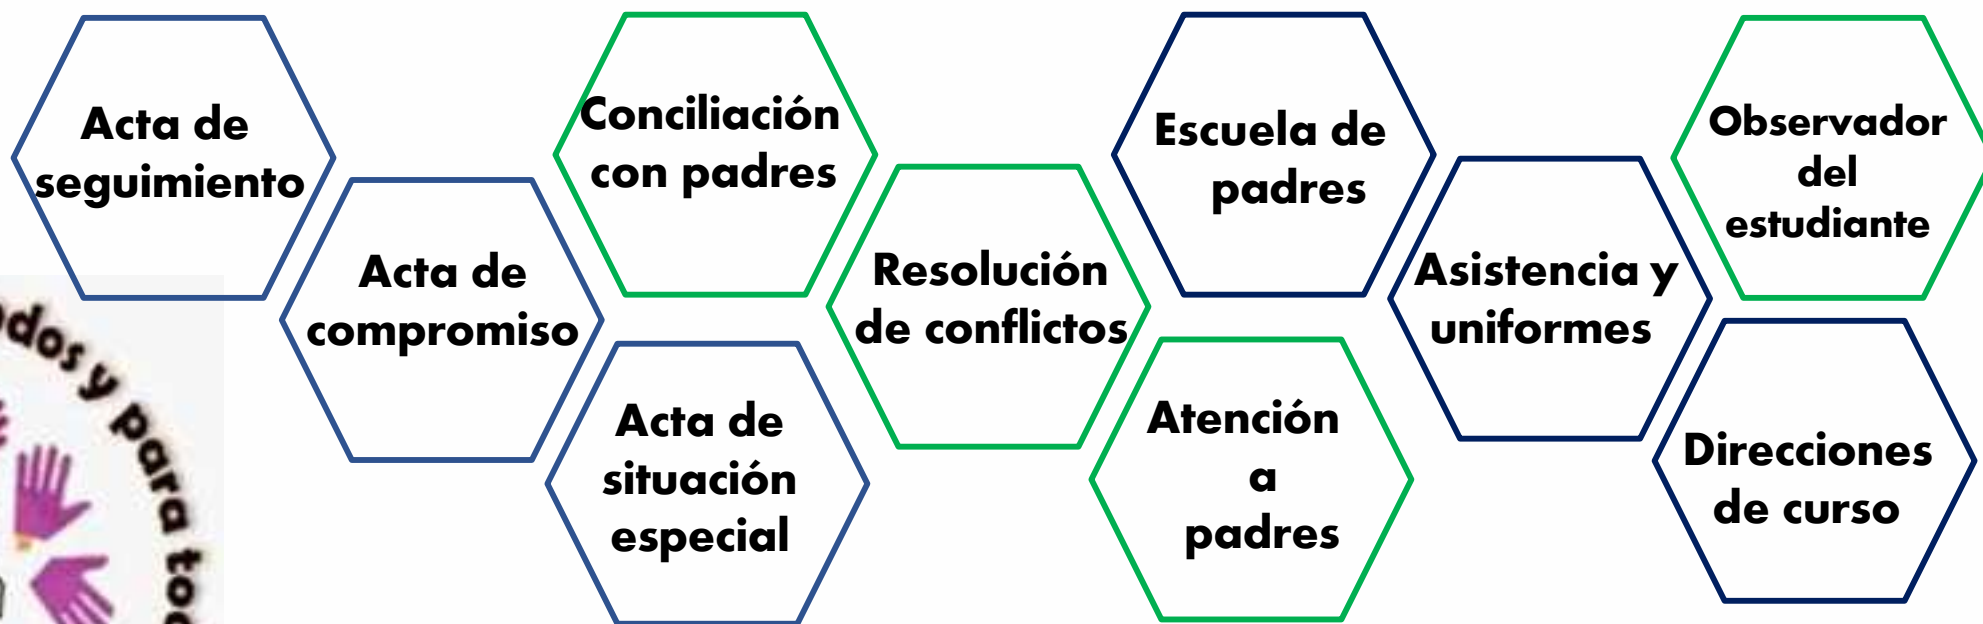 Acta de
seguimiento
Acta de
compromiso
Acta de
situación
especial
Conciliación
con padres
Resolución
de conflictos
Atención
a
padres
Escuela de
padres
Asistencia y
uniformes
Observador
del
estudiante
Direcciones
de curso
y para